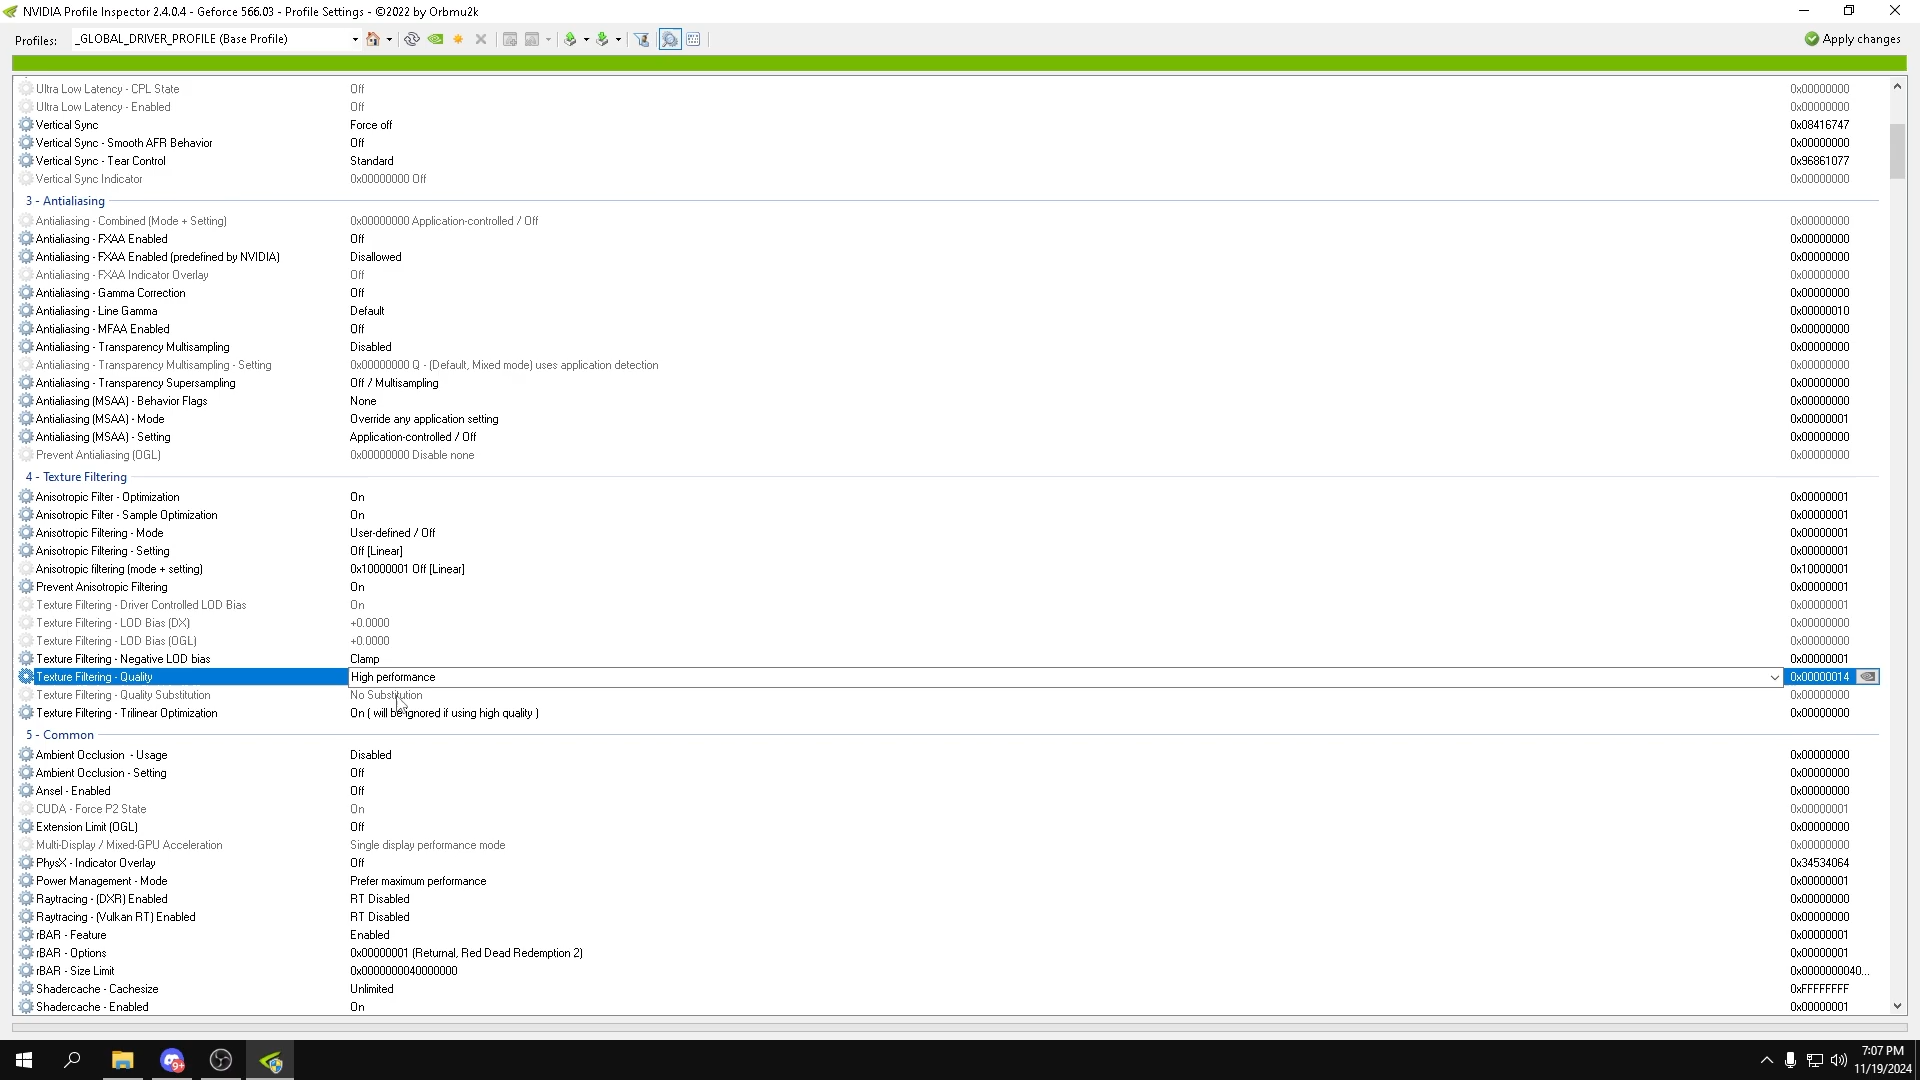 NVIDIA Profile Inspector 2.4.0.4 - Geforce 566.03 - Profile Settings - ©2022 by Orbmu2k
Profiles: _GLOBAL_DRIVER_PROFILE (Base Profile) Apply changes
Ultra Low Latency - CPL State Off 0x00000000
Ultra Low Latency - Enabled Off 0x00000000
Vertical Sync Force off 0x08416747
Vertical Sync - Smooth AFR Behavior Off 0x00000000
Vertical Sync - Tear Control Standard 0x96861077
Vertical Sync Indicator 0x00000000 Off 0x00000000
3 - Antialiasing
Antialiasing - Combined (Mode + Setting) 0x00000000 Application-controlled / Off 0x00000000
Antialiasing - FXAA Enabled Off 0x00000000
Antialiasing - FXAA Enabled (predefined by NVIDIA) Disallowed 0x00000000
Antialiasing - FXAA Indicator Overlay Off 0x00000000
Antialiasing - Gamma Correction Off 0x00000000
Antialiasing - Line Gamma Default 0x00000010
Antialiasing - MFAA Enabled Off 0x00000000
Antialiasing - Transparency Multisampling Disabled 0x00000000
Antialiasing - Transparency Multisampling - Setting 0x00000000 Q - (Default, Mixed mode) uses application detection 0x00000000
Antialiasing - Transparency Supersampling Off / Multisampling 0x00000000
Antialiasing (MSAA) - Behavior Flags None 0x00000000
Antialiasing (MSAA) - Mode Override any application setting 0x00000001
Antialiasing (MSAA) - Setting Application-controlled / Off 0x00000000
Prevent Antialiasing (OGL) 0x00000000 Disable none 0x00000000
4 - Texture Filtering
Anisotropic Filter - Optimization On 0x00000001
Anisotropic Filter - Sample Optimization On 0x00000001
Anisotropic Filtering - Mode User-defined / Off 0x00000001
Anisotropic Filtering - Setting Off [Linear] 0x00000001
Anisotropic filtering (mode + setting) 0x10000001 Off [Linear] 0x10000001
Prevent Anisotropic Filtering On 0x00000001
Texture Filtering - Driver Controlled LOD Bias On 0x00000001
Texture Filtering - LOD Bias (DX) +0.0000 0x00000000
Texture Filtering - LOD Bias (OGL) +0.0000 0x00000000
Texture Filtering - Negative LOD bias Clamp 0x00000001
Texture Filtering - Quality High performance 0x00000014
Texture Filtering - Quality Substitution No Substitution 0x00000000
Texture Filtering - Trilinear Optimization On ( will be ignored if using high quality ) 0x00000000
5 - Common
Ambient Occlusion - Usage Disabled 0x00000000
Ambient Occlusion - Setting Off 0x00000000
Ansel - Enabled Off 0x00000000
CUDA - Force P2 State On 0x00000001
Extension Limit (OGL) Off 0x00000000
Multi-Display / Mixed-GPU Acceleration Single display performance mode 0x00000000
PhysX - Indicator Overlay Off 0x34534064
Power Management - Mode Prefer maximum performance 0x00000001
Raytracing - (DXR) Enabled RT Disabled 0x00000000
Raytracing - (Vulkan RT) Enabled RT Disabled 0x00000000
rBAR - Feature Enabled 0x00000001
rBAR - Options 0x00000001 (Returnal, Red Dead Redemption 2) 0x00000001
rBAR - Size Limit 0x0000000040000000 0x0000000040...
Shadercache - Cachesize Unlimited 0xFFFFFFFF
Shadercache - Enabled On 0x00000001
9+
7:07 PM
11/19/2024